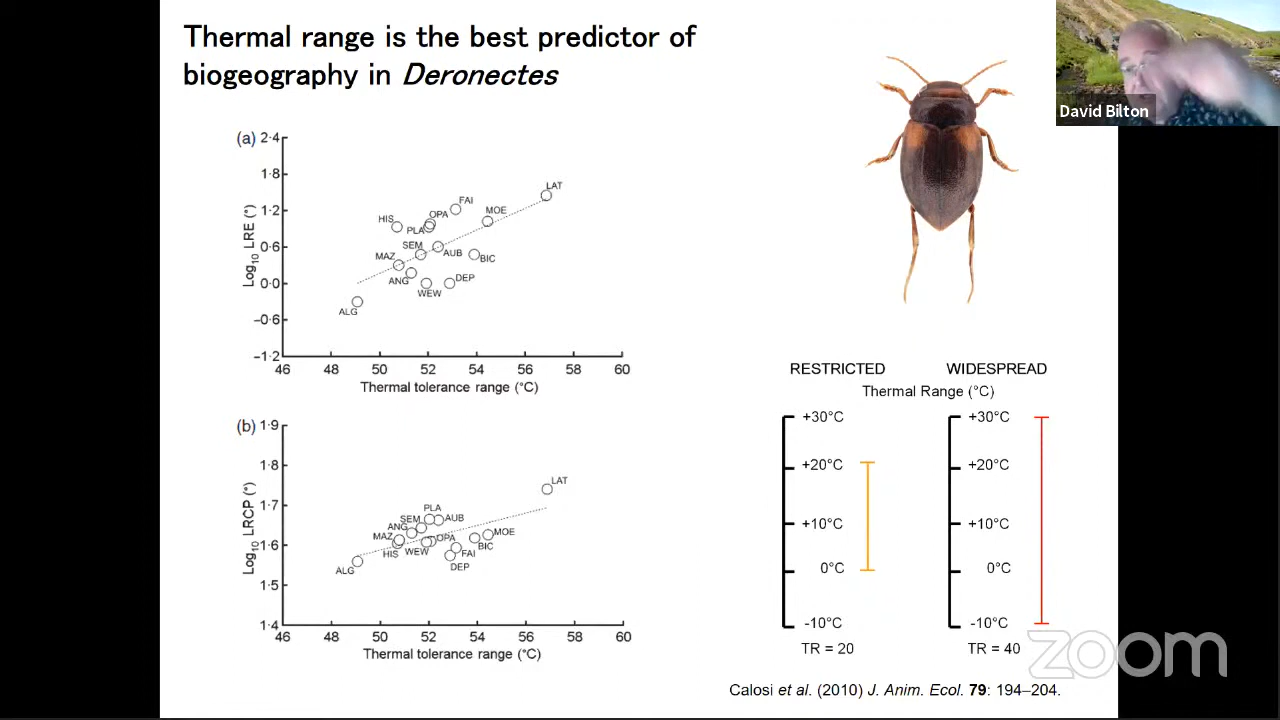 Thermal range is the best predictor of
biogeography in Deronectes
David Bilton
(a)
2·4
1·8
1·2
0·6
0·0
–0·6
–1·2
Log10 LRE (°)
LAT
FAI
MOE
OPA
HIS
PLA
SEM
AUB
BIC
MAZ
ANG
DEP
WEW
ALG
46 48 50 52 54 56 58 60
Thermal tolerance range (°C)
(b)
1·9
1·8
1·7
1·6
1·5
1·4
Log10 LRCP (°)
LAT
PLA
SEM
AUB
ANG
MAZ
OPA
MOE
HIS
WEW
FAI
BIC
DEP
ALG
46 48 50 52 54 56 58 60
Thermal tolerance range (°C)
RESTRICTED WIDESPREAD
Thermal Range (°C)
+30°C +30°C
+20°C +20°C
+10°C +10°C
0°C 0°C
-10°C -10°C
TR = 20 TR = 40
zoom
Calosi et al. (2010) J. Anim. Ecol. 79: 194–204.